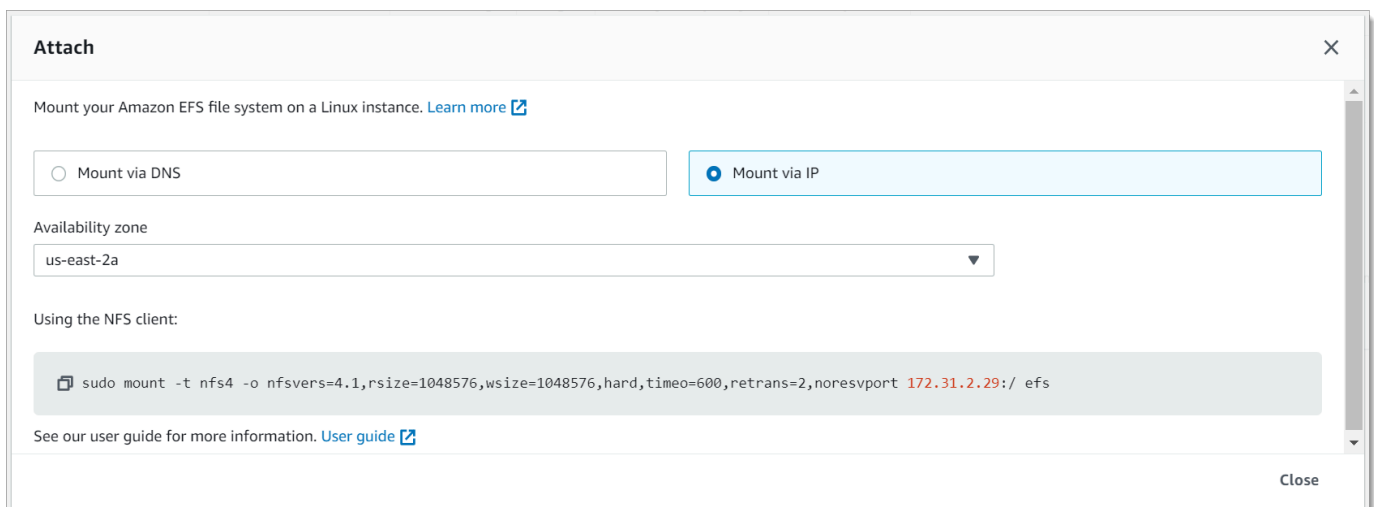 Attach
Mount your Amazon EFS file system on a Linux instance. Learn more
Mount via DNS
Mount via IP
Availability zone
us-east-2a
Using the NFS client:
sudo mount -t nfs4 -o nfsvers=4.1,rsize=1048576,wsize=1048576,hard,timeo=600,retrans=2,noresvport 172.31.2.29:/ efs
See our user guide for more information. User guide
Close